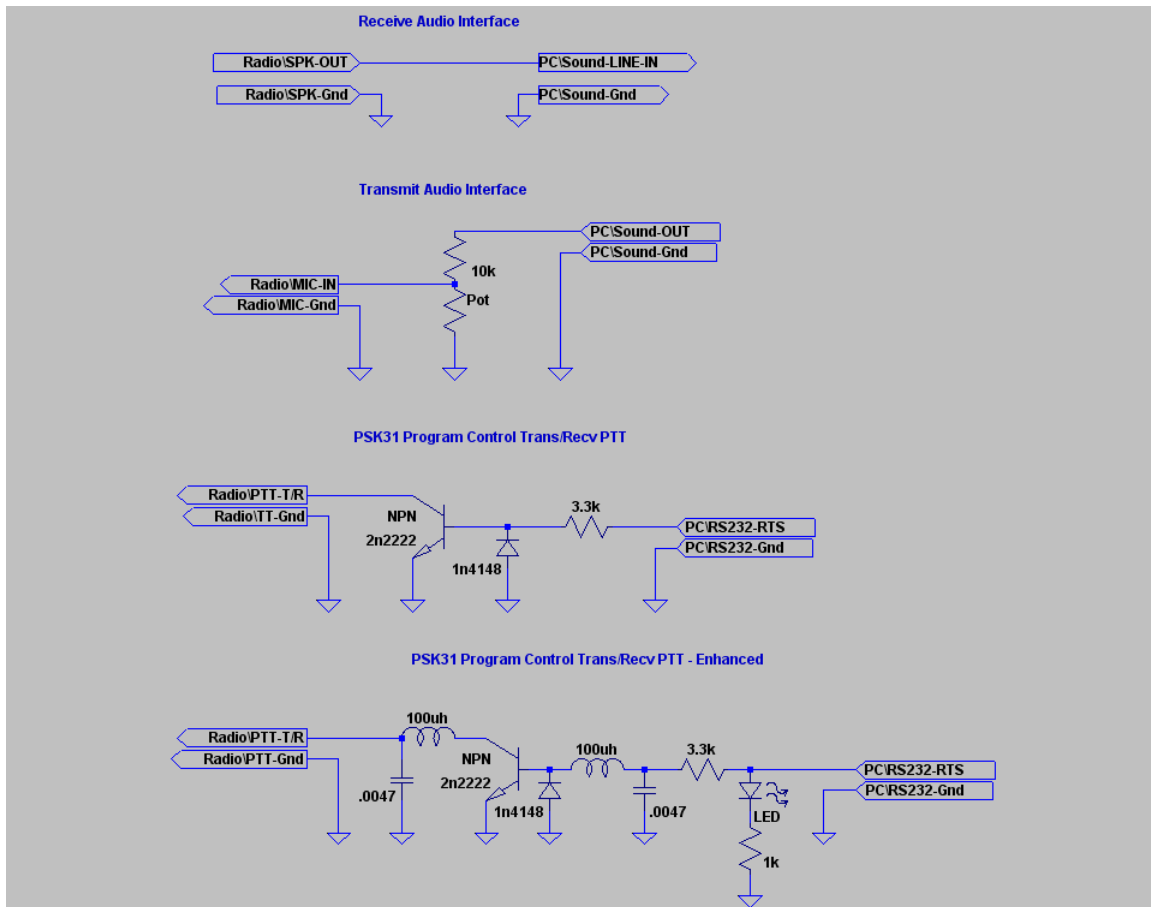 Receive Audio Interface
Radio\SPK-OUT
PC\Sound-LINE-IN
Radio\SPK-Gnd
PC\Sound-Gnd
Transmit Audio Interface
PC\Sound-OUT
PC\Sound-Gnd
10k
Radio\MIC-IN
Pot
Radio\MIC-Gnd
PSK31 Program Control Trans/Recv PTT
Radio\PTT-T/R
3.3k
Radio\TT-Gnd
NPN
PC\RS232-RTS
2n2222
PC\RS232-Gnd
1n4148
PSK31 Program Control Trans/Recv PTT - Enhanced
100uh
Radio\PTT-T/R
100uh
3.3k
Radio\PTT-Gnd
NPN
PC\RS232-RTS
2n2222
PC\RS232-Gnd
.0047
1n4148
.0047
LED
1k